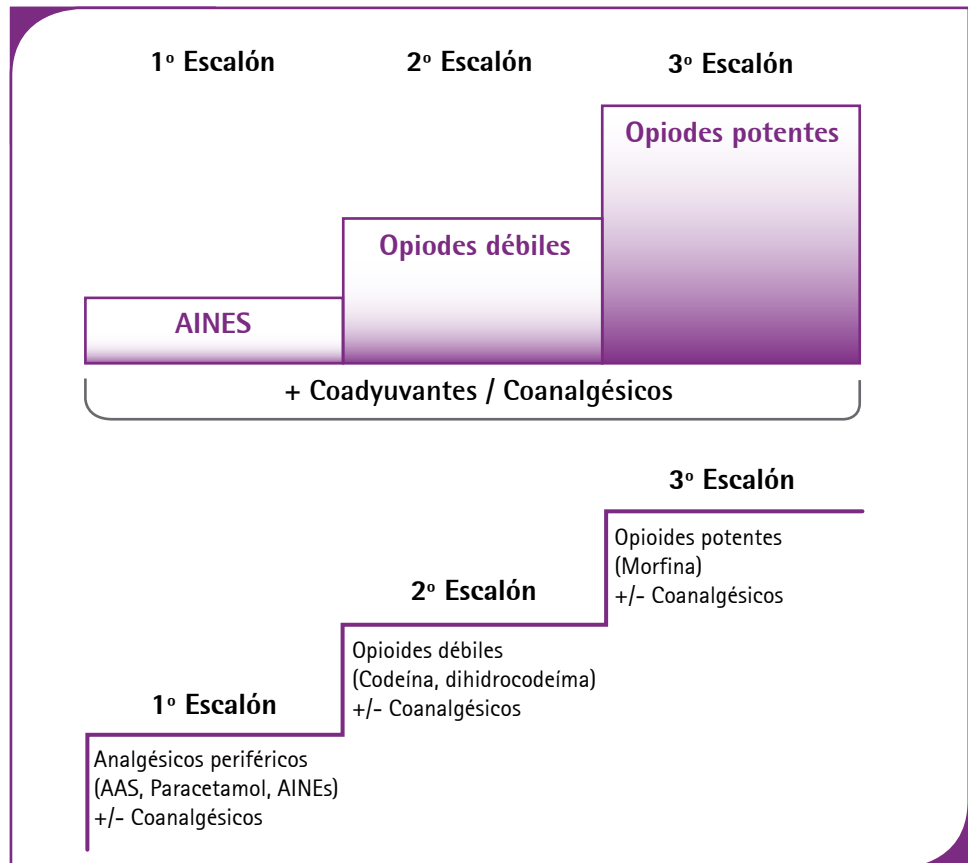 1º Escalón
2º Escalón
3º Escalón
Opiodes potentes
Opiodes débiles
AINES
+ Coadyuvantes / Coanalgésicos
3º Escalón
Opioides potentes
(Morfina)
+/- Coanalgésicos
2º Escalón
Opioides débiles
(Codeína, dihidrocodeíma)
+/- Coanalgésicos
1º Escalón
Analgésicos periféricos
(AAS, Paracetamol, AINEs)
+/- Coanalgésicos